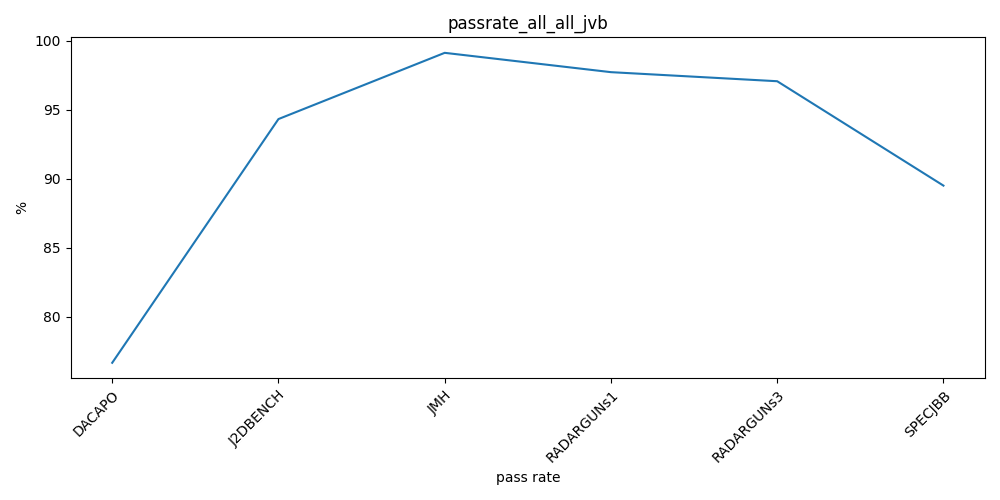 passrate_all_all_jvb
100
95
90
85
80
%
DACAPO
J2DBENCH
JMH
RADARGUNs1
RADARGUNs3
SPECJBB
pass rate